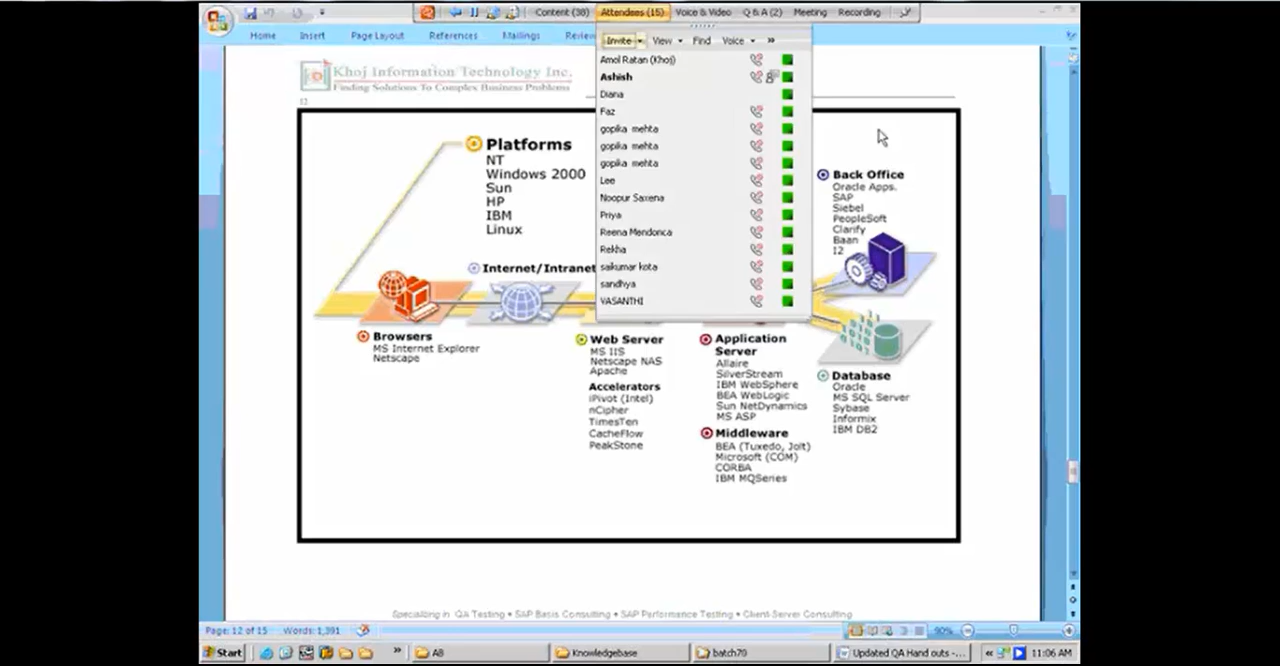 Content (38) Attendees (15) Voice & Video Q & A (2) Meeting Recording
Home Insert Page Layout References Mailings Review
Invite View Find Voice »
Amol Ratan (Khoj)
Ashish
Diana
Faz
gopika mehta
gopika mehta
gopika mehta
Lee
Noopur Saxena
Priya
Reena Mendonca
Rekha
saikumar kota
sandhya
VASANTHI
Khoj Information Technology Inc.
Finding Solutions To Complex Business Problems
12
Platforms
NT
Windows 2000
Sun
HP
IBM
Linux
Internet/Intranet
Browsers
MS Internet Explorer
Netscape
Web Server
MS IIS
Netscape NAS
Apache
Accelerators
iPivot (Intel)
nCipher
TimesTen
CacheFlow
PeakStone
Application
Server
Allaire
SilverStream
IBM WebSphere
BEA WebLogic
Sun NetDynamics
MS ASP
Middleware
BEA (Tuxedo, Jolt)
Microsoft (COM)
CORBA
IBM MQSeries
Back Office
Oracle Apps.
SAP
Siebel
PeopleSoft
Clarify
Baan
I2
Database
Oracle
MS SQL Server
Sybase
Informix
IBM DB2
Specializing in QA Testing • SAP Basis Consulting • SAP Performance Testing • Client-Server Consulting
Page: 12 of 15 Words: 1,391 90%
Start » A8 Knowledgebase batch79 Updated QA Hand outs -... « 11:06 AM